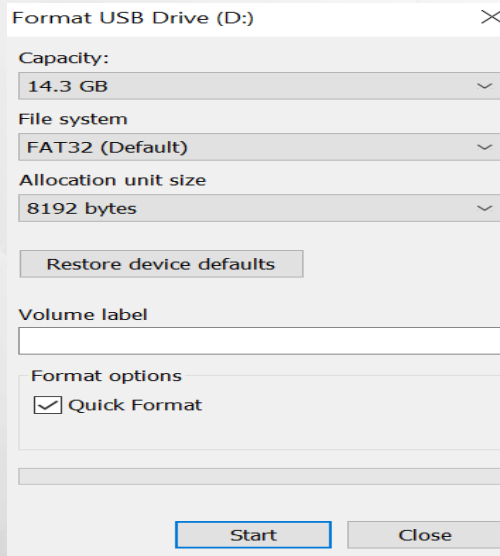 Format USB Drive (D:)
Capacity:
14.3 GB
File system
FAT32 (Default)
Allocation unit size
8192 bytes
Restore device defaults
Volume label
Format options
Quick Format
Start
Close